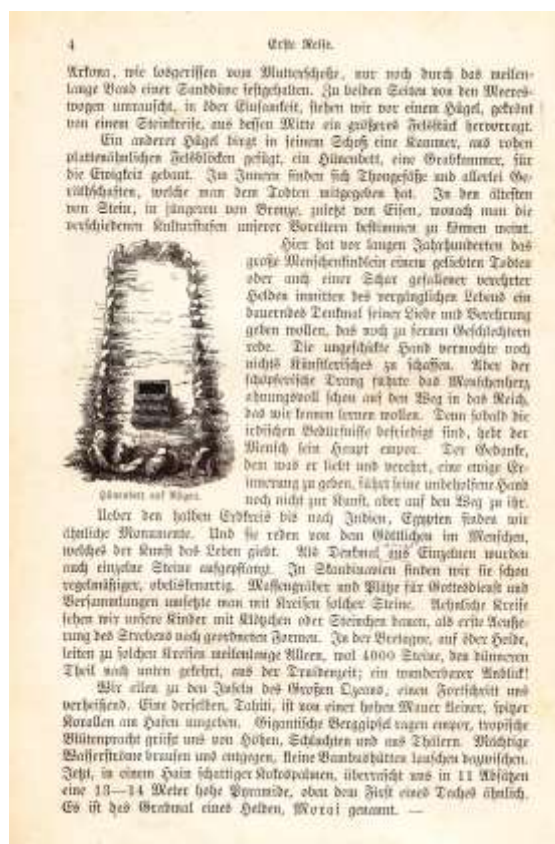 4
Erste Reise.
Arkona, wie losgerissen vom Mutterschoße, nur noch durch das meilen-
lange Band einer Sanddüne festgehalten. Zu beiden Seiten von den Meeres-
wogen umrauscht, in öder Einsamkeit, stehen wir vor einem Hügel, gekrönt
von einem Steinkreise, aus dessen Mitte ein größeres Felsstück hervorragt.
Ein anderer Hügel birgt in seinem Schoß eine Kammer, aus rohen
plattenähnlichen Felsblöcken gefügt, ein Hünenbett, eine Grabkammer, für
die Ewigkeit gebaut. Im Innern finden sich Thongefäße und allerlei Ge-
räthschaften, welche man dem Todten mitgegeben hat. In den ältesten
von Stein, in jüngeren von Bronze, zuletzt von Eisen, wonach man die
verschiedenen Kulturstufen unserer Voreltern bestimmen zu können meint.
Hier hat vor langen Jahrhunderten das
große Menschenkindlein einem geliebten Todten
oder auch einer Schar gefallener verehrter
Helden inmitten des vergänglichen Lebens ein
dauerndes Denkmal seiner Liebe und Verehrung
geben wollen, das noch zu fernen Geschlechtern
rede. Die ungeschickte Hand vermochte noch
nichts Künstlerisches zu schaffen. Aber der
schöpferische Drang führte das Menschenherz
ahnungsvoll schon auf den Weg in das Reich,
das wir kennen lernen wollen. Denn sobald die
irdischen Bedürfnisse befriedigt sind, hebt der
Mensch sein Haupt empor. Der Gedanke,
dem was er liebt und verehrt, eine ewige Er-
innerung zu geben, führt seine unbeholfene Hand
noch nicht zur Kunst, aber auf den Weg zu ihr.
Hünenbett auf Rügen.
Ueber den halben Erdkreis bis nach Indien, Egypten finden wir
ähnliche Monumente. Und sie reden von dem Göttlichen im Menschen,
welches der Kunst das Leben giebt. Als Denkmal aus Einzelnen wurden
auch einzelne Steine aufgepflanzt. In Skandinavien finden wir sie schon
regelmäßiger, obeliskenartig. Massengräber und Plätze für Gottesdienst und
Versammlungen umsetzte man mit Kreisen solcher Steine. Aehnliche Kreise
sehen wir unsere Kinder mit Klötzchen oder Steinchen bauen, als erste Aeuße-
rung des Strebens nach geordneten Formen. In der Bretagne, auf öder Heide,
leiten zu solchen Kreisen meilenlange Alleen, wol 4000 Steine, den dünneren
Theil nach unten gekehrt, aus der Druidenzeit; ein wunderbarer Anblick!
Wir eilen zu den Inseln des Großen Ozeans, einen Fortschritt uns
verheißend. Eine derselben, Tahiti, ist von einer hohen Mauer kleiner, spitzer
Korallen am Hafen umgeben. Gigantische Berggipfel ragen empor, tropische
Blütenpracht grüßt uns von Höhen, Schluchten und aus Thälern. Mächtige
Wasserströme brausen uns entgegen, kleine Bambushütten lauschen dazwischen.
Jetzt, in einem Hain schattiger Kokospalmen, überrascht uns in 11 Absätzen
eine 13—14 Meter hohe Pyramide, oben dem First eines Daches ähnlich.
Es ist das Grabmal eines Helden, Morai genannt. —